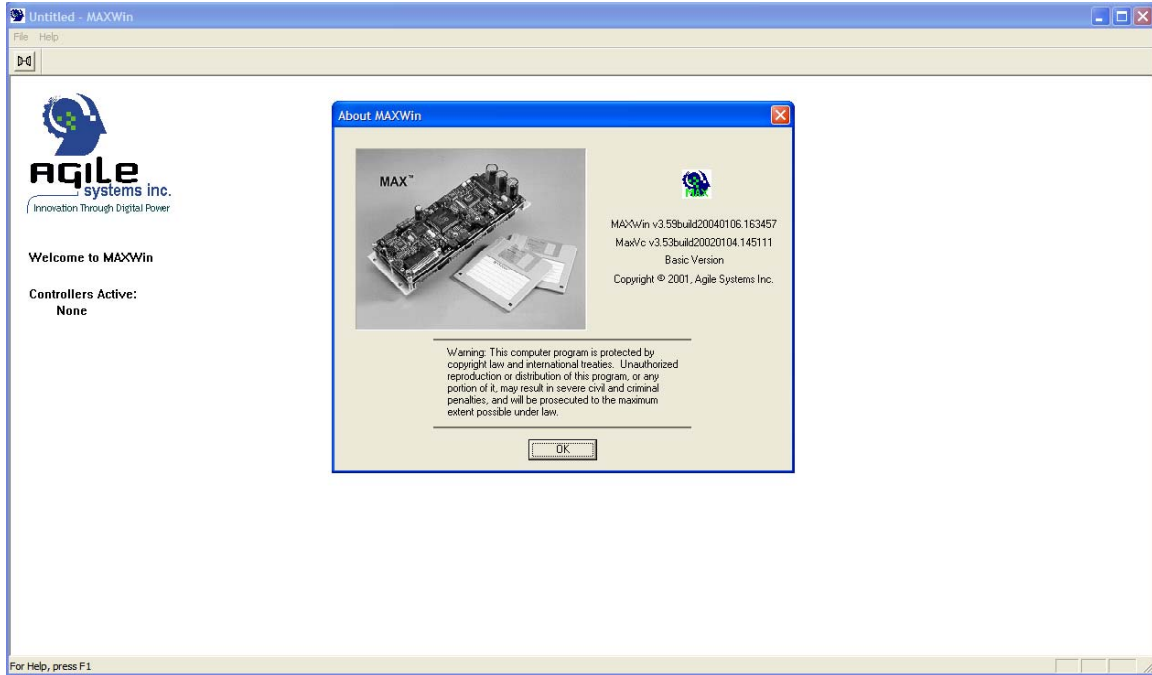 Untitled - MAXWin
File Help
AGILE
systems inc.
Innovation Through Digital Power
Welcome to MAXWin
Controllers Active:
None
About MAXWin
MAX™
MAX
MAXWin v3.59build20040106.163457
MaxVc v3.53build20020104.145111
Basic Version
Copyright © 2001, Agile Systems Inc.
Warning: This computer program is protected by
copyright law and international treaties. Unauthorized
reproduction or distribution of this program, or any
portion of it, may result in severe civil and criminal
penalties, and will be prosecuted to the maximum
extent possible under law.
OK
For Help, press F1